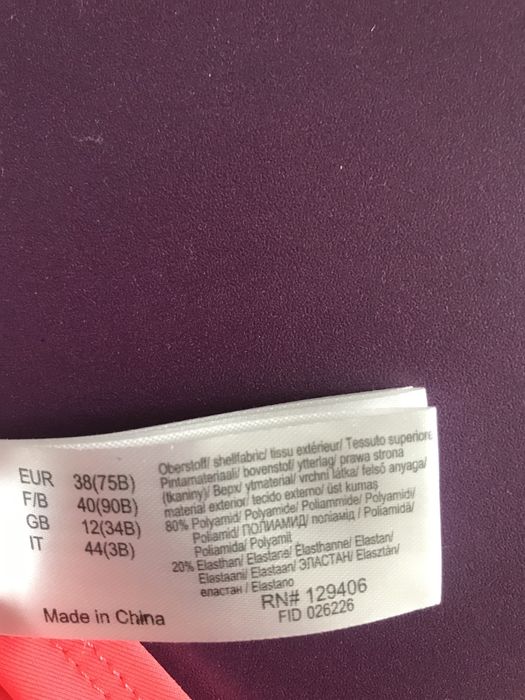 EUR 38(75B)
F/B 40(90B)
GB 12(34B)
IT 44(3B)
Oberstoff/ shellfabric/ tissu extérieur/ Tessuto superiore
Pintamateriaali/ bovenstof/ ytterlag/ prawa strona
(tkaniny)/ Верх/ ytmaterial/ vrchní látka/ felső anyaga/
material exterior/ tecido externo/ üst kumaş
80% Polyamid/ Polyamide/ Poliammide/ Polyamid/
Poliamid/ ПОЛИАМИД/ поліамід / Poliamidă/
Poliamida/ Polyamit
20% Elasthan/ Elastane/ Élasthanne/ Elastan/
Elastaani/ Elastaan/ ЭЛАСТАН/ Elasztán/
еластан / Elastano
RN# 129406
FID 026226
Made in China